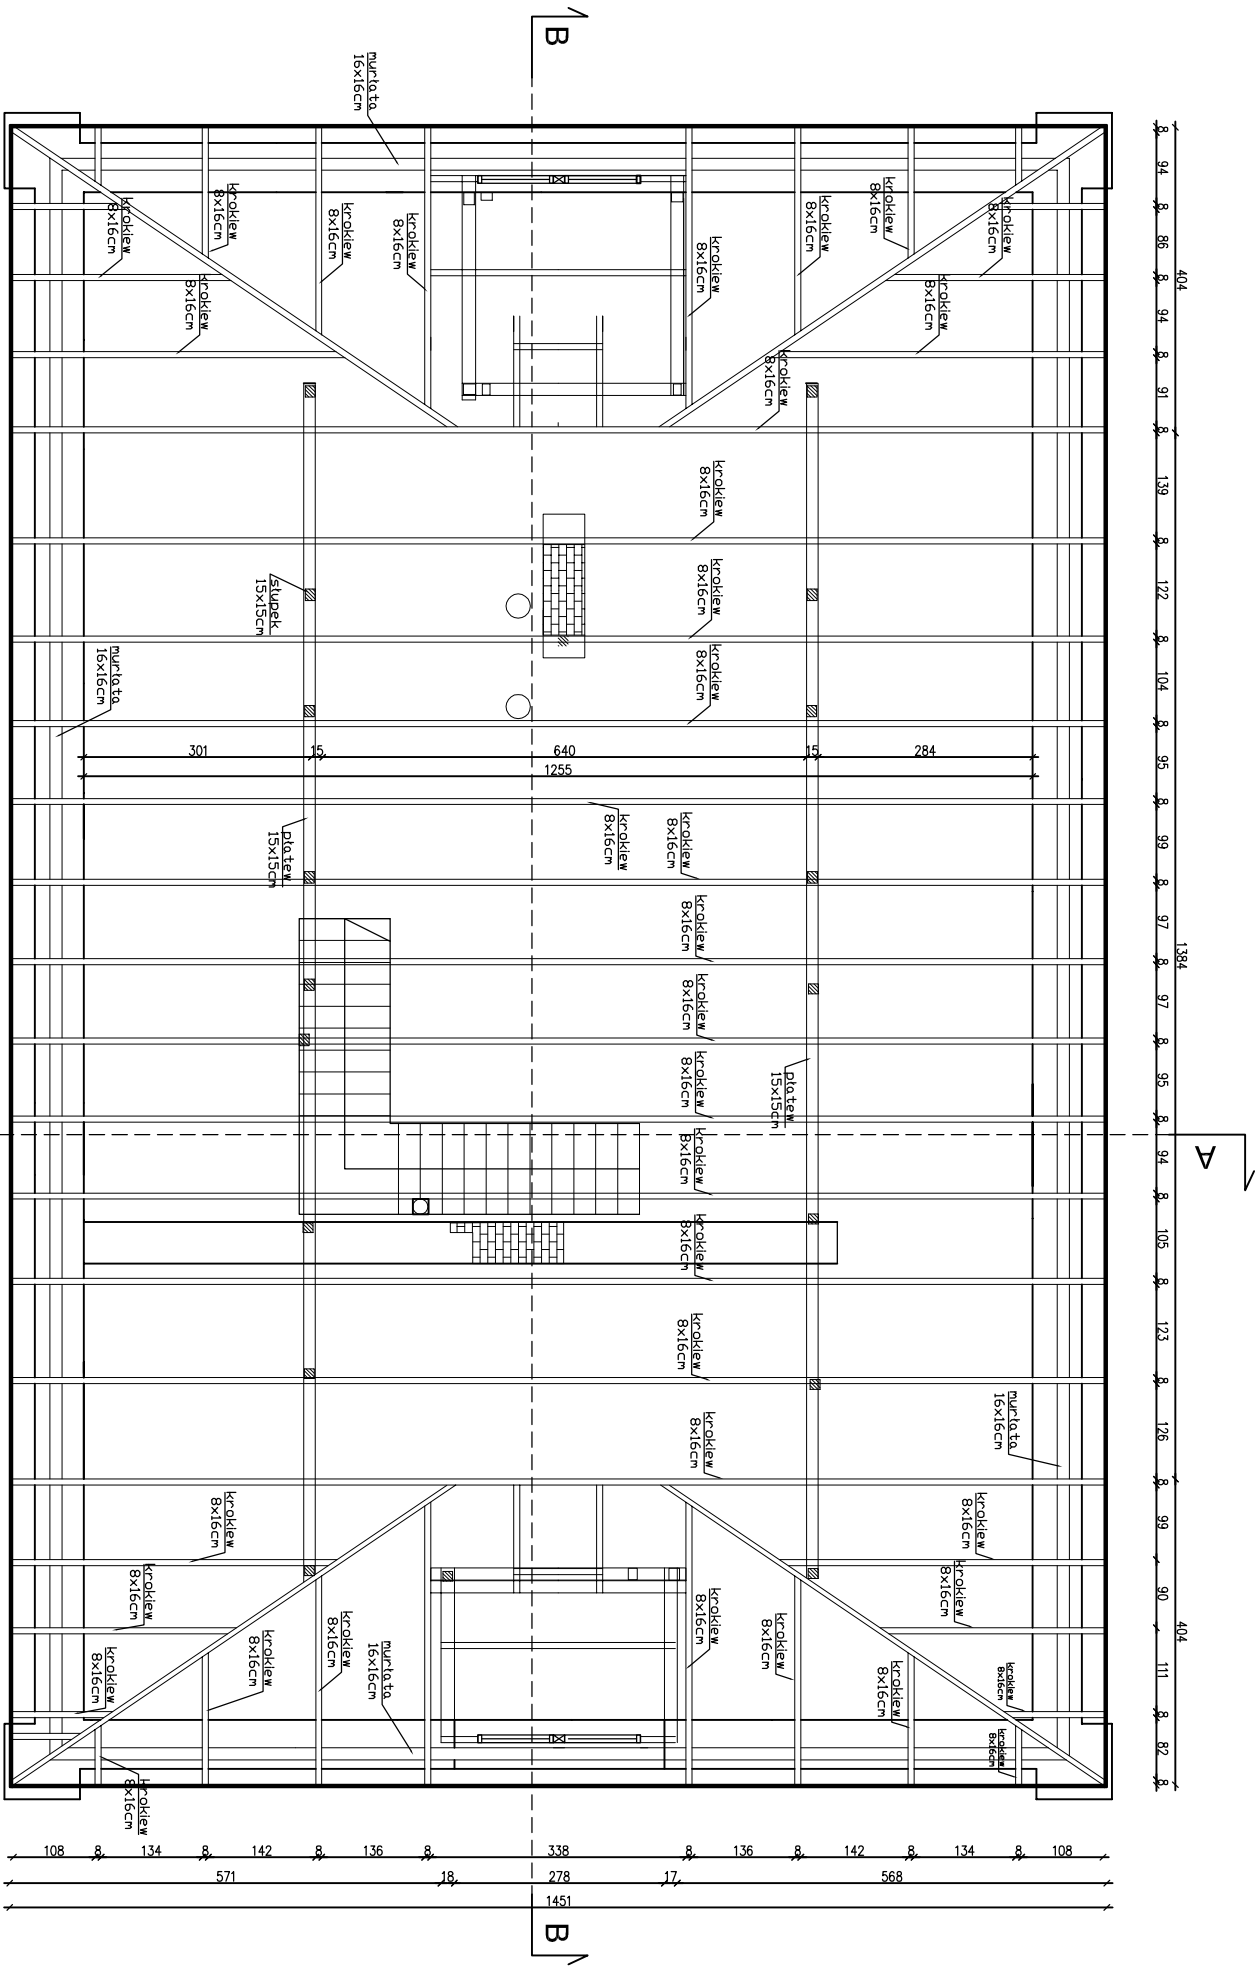 B
murłata
16x16cm
krokiew
8x16cm
krokiew
8x16cm
krokiew
8x16cm
krokiew
8x16cm
krokiew
8x16cm
krokiew
8x16cm
krokiew
8x16cm
krokiew
8x16cm
krokiew
8x16cm
krokiew
8x16cm
krokiew
8x16cm
krokiew
8x16cm
krokiew
8x16cm
krokiew
8x16cm
słupek
15x15cm
murłata
16x16cm
301
15
640
15
284
1255
krokiew
8x16cm
płatew
15x15cm
krokiew
8x16cm
krokiew
8x16cm
krokiew
8x16cm
krokiew
8x16cm
płatew
15x15cm
krokiew
8x16cm
krokiew
8x16cm
krokiew
8x16cm
krokiew
8x16cm
murłata
16x16cm
krokiew
8x16cm
krokiew
8x16cm
krokiew
8x16cm
krokiew
8x16cm
krokiew
8x16cm
krokiew
8x16cm
krokiew
8x16cm
krokiew
8x16cm
murłata
16x16cm
krokiew
8x16cm
krokiew
8x16cm
krokiew
8x16cm
krokiew
8x16cm
krokiew
8x16cm
krokiew
8x16cm
8
94
8
86
8
94
8
91
8
139
8
122
8
104
8
95
8
99
8
97
8
97
8
95
8
94
8
105
8
123
8
126
8
99
90
111
8
82
8
404
1384
404
A
108
8
134
8
142
8
136
8
338
8
136
8
142
8
134
8
108
571
18
278
17
568
1451
B